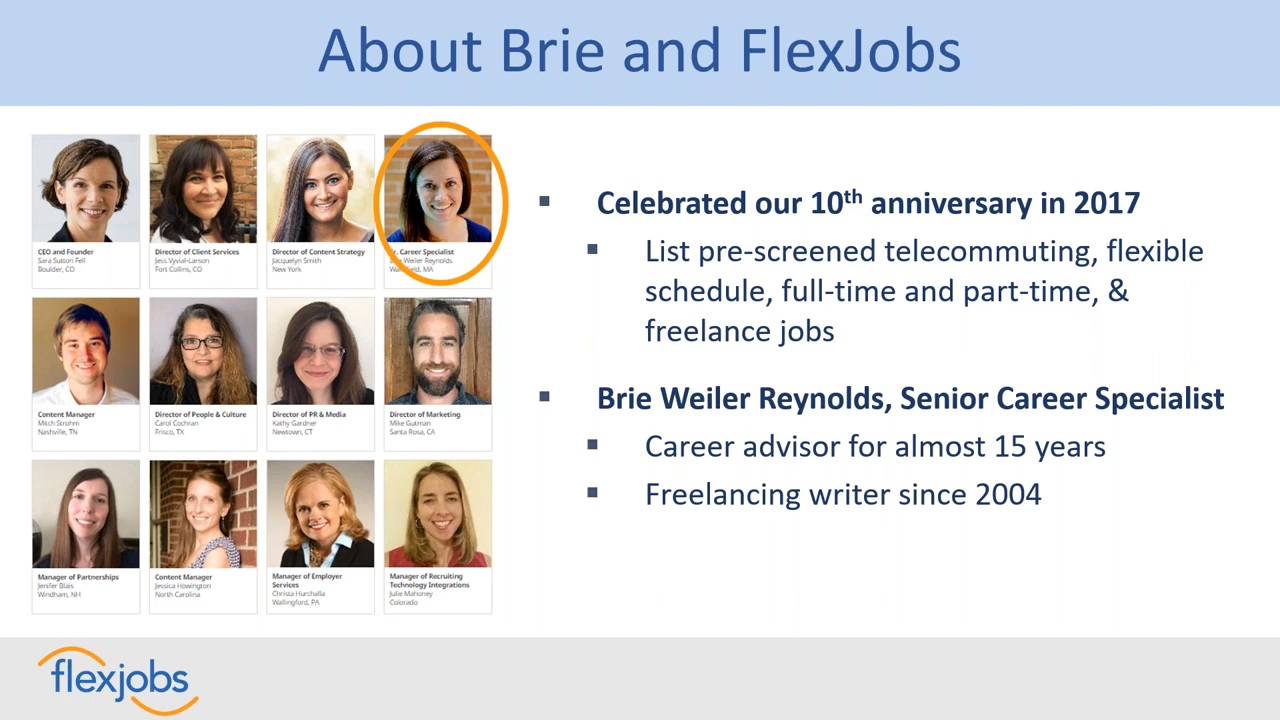 About Brie and FlexJobs
CEO and Founder
Sara Sutton Fell
Boulder, CO
Director of Client Services
Jess Vyvial-Larson
Fort Collins, CO
Director of Content Strategy
Jacquelyn Smith
New York
Sr. Career Specialist
Brie Weiler Reynolds
Wakefield, MA
Content Manager
Mitch Strohm
Nashville, TN
Director of People & Culture
Carol Cochran
Frisco, TX
Director of PR & Media
Kathy Gardner
Newtown, CT
Director of Marketing
Mike Gutman
Santa Rosa, CA
Manager of Partnerships
Jenifer Blais
Windham, NH
Content Manager
Jessica Howington
North Carolina
Manager of Employer
Services
Christa Hurchalla
Wallingford, PA
Manager of Recruiting
Technology Integrations
Julie Mahoney
Colorado
▪ Celebrated our 10th anniversary in 2017
▪ List pre-screened telecommuting, flexible
schedule, full-time and part-time, &
freelance jobs
▪ Brie Weiler Reynolds, Senior Career Specialist
▪ Career advisor for almost 15 years
▪ Freelancing writer since 2004
flexjobs